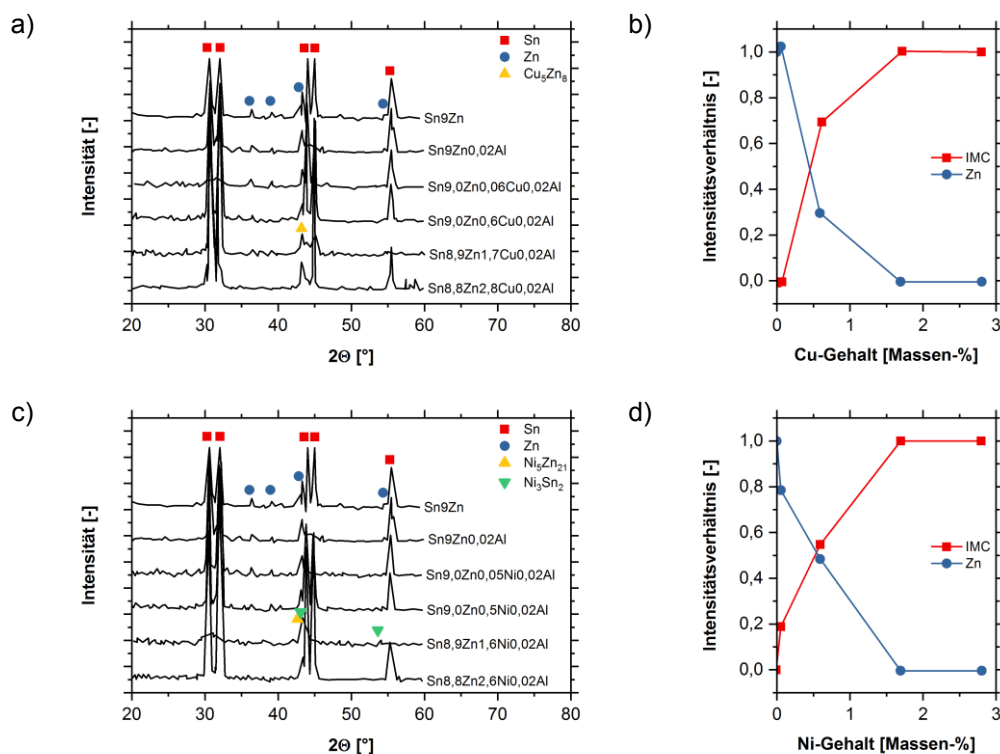 a)
Intensität [-]
Sn
Zn
Cu5Zn8
Sn9Zn
Sn9Zn0,02Al
Sn9,0Zn0,06Cu0,02Al
Sn9,0Zn0,6Cu0,02Al
Sn8,9Zn1,7Cu0,02Al
Sn8,8Zn2,8Cu0,02Al
20 30 40 50 60 70 80
2Θ [°]
b)
Intensitätsverhältnis [-]
1,0
0,8
0,6
0,4
0,2
0,0
IMC
Zn
0 1 2 3
Cu-Gehalt [Massen-%]
c)
Intensität [-]
Sn
Zn
Ni5Zn21
Ni3Sn2
Sn9Zn
Sn9Zn0,02Al
Sn9,0Zn0,05Ni0,02Al
Sn9,0Zn0,5Ni0,02Al
Sn8,9Zn1,6Ni0,02Al
Sn8,8Zn2,6Ni0,02Al
20 30 40 50 60 70 80
2Θ [°]
d)
Intensitätsverhältnis [-]
1,0
0,8
0,6
0,4
0,2
0,0
IMC
Zn
0 1 2 3
Ni-Gehalt [Massen-%]